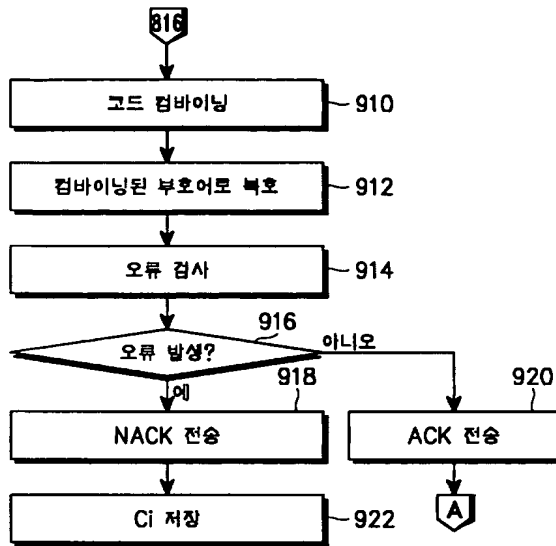 816
고드 컴바이닝
910
컴바이닝된 부호어로 복호
912
오류 검사
914
916
오류 발생?
아니오
예
918
920
NACK 전송
ACK 전송
Ci 저장
922
A